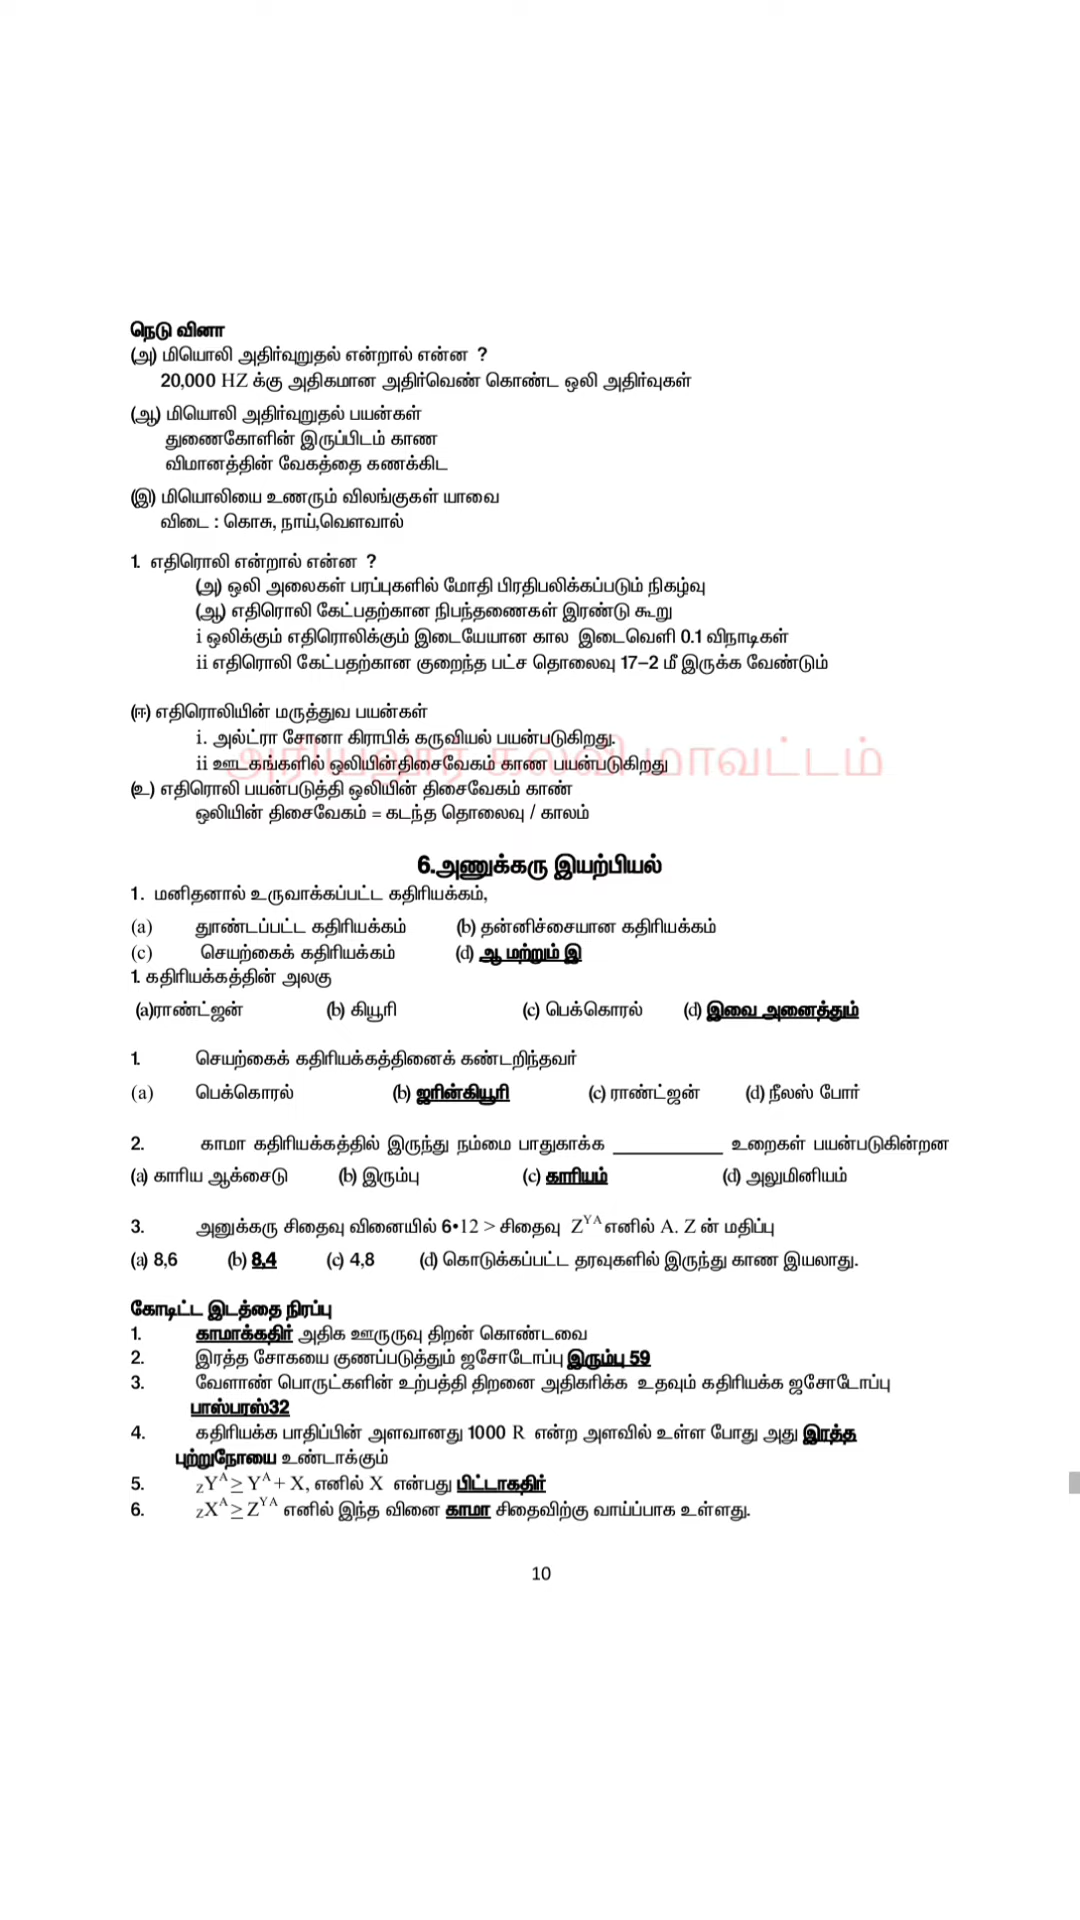 நெடு வினா
(அ) மியொலி அதிர்வுறுதல் என்றால் என்ன ?
20,000 HZ க்கு அதிகமான அதிர்வெண் கொண்ட ஒலி அதிர்வுகள்
(ஆ) மியொலி அதிர்வுறுதல் பயன்கள்
துணைகோளின் இருப்பிடம் காண
விமானத்தின் வேகத்தை கணக்கிட
(இ) மியொலியை உணரும் விலங்குகள் யாவை
விடை : கொசு, நாய்,வௌவால்
1. எதிரொலி என்றால் என்ன ?
(அ) ஒலி அலைகள் பரப்புகளில் மோதி பிரதிபலிக்கப்படும் நிகழ்வு
(ஆ) எதிரொலி கேட்பதற்கான நிபந்தணைகள் இரண்டு கூறு
i ஒலிக்கும் எதிரொலிக்கும் இடையேயான கால இடைவெளி 0.1 விநாடிகள்
ii எதிரொலி கேட்பதற்கான குறைந்த பட்ச தொலைவு 17–2 மீ இருக்க வேண்டும்
(ஈ) எதிரொலியின் மருத்துவ பயன்கள்
i. அல்ட்ரா சோனா கிராபிக் கருவியல் பயன்படுகிறது.
அரியலூர் கல்வி மாவட்டம்
ii ஊடகங்களில் ஒலியின்திசைவேகம் காண பயன்படுகிறது
(உ) எதிரொலி பயன்படுத்தி ஒலியின் திசைவேகம் காண்
ஒலியின் திசைவேகம் = கடந்த தொலைவு / காலம்
6.அணுக்கரு இயற்பியல்
1. மனிதனால் உருவாக்கப்பட்ட கதிரியக்கம்,
(a) துாண்டப்பட்ட கதிரியக்கம் (b) தன்னிச்சையான கதிரியக்கம்
(c) செயற்கைக் கதிரியக்கம் (d) ஆ மற்றும் இ
1. கதிரியக்கத்தின் அலகு
(a)ராண்ட்ஜன் (b) கியூரி (c) பெக்கொரல் (d) இவை அனைத்தும்
1. செயற்கைக் கதிரியக்கத்தினைக் கண்டறிந்தவர்
(a) பெக்கொரல் (b) ஐரின்கியூரி (c) ராண்ட்ஜன் (d) நீலஸ் போர்
2. காமா கதிரியக்கத்தில் இருந்து நம்மை பாதுகாக்க ____________ உறைகள் பயன்படுகின்றன
(a) காரிய ஆக்சைடு (b) இரும்பு (c) காரியம் (d) அலுமினியம்
3. அனுக்கரு சிதைவு வினையில் 6•12 > சிதைவு Z^YA எனில் A. Z ன் மதிப்பு
(a) 8,6 (b) 8,4 (c) 4,8 (d) கொடுக்கப்பட்ட தரவுகளில் இருந்து காண இயலாது.
கோடிட்ட இடத்தை நிரப்பு
1. காமாக்கதிர் அதிக ஊருருவு திறன் கொண்டவை
2. இரத்த சோகயை குணப்படுத்தும் ஐசோடோப்பு இரும்பு 59
3. வேளாண் பொருட்களின் உற்பத்தி திறனை அதிகரிக்க உதவும் கதிரியக்க ஐசோடோப்பு
பாஸ்பரஸ்32
4. கதிரியக்க பாதிப்பின் அளவானது 1000 R என்ற அளவில் உள்ள போது அது இரத்த
புற்றுநோயை உண்டாக்கும்
5. zY^A ≥ Y^A + X, எனில் X என்பது பிட்டாகதிர்
6. zX^A ≥ Z^YA எனில் இந்த வினை காமா சிதைவிற்கு வாய்ப்பாக உள்ளது.
10